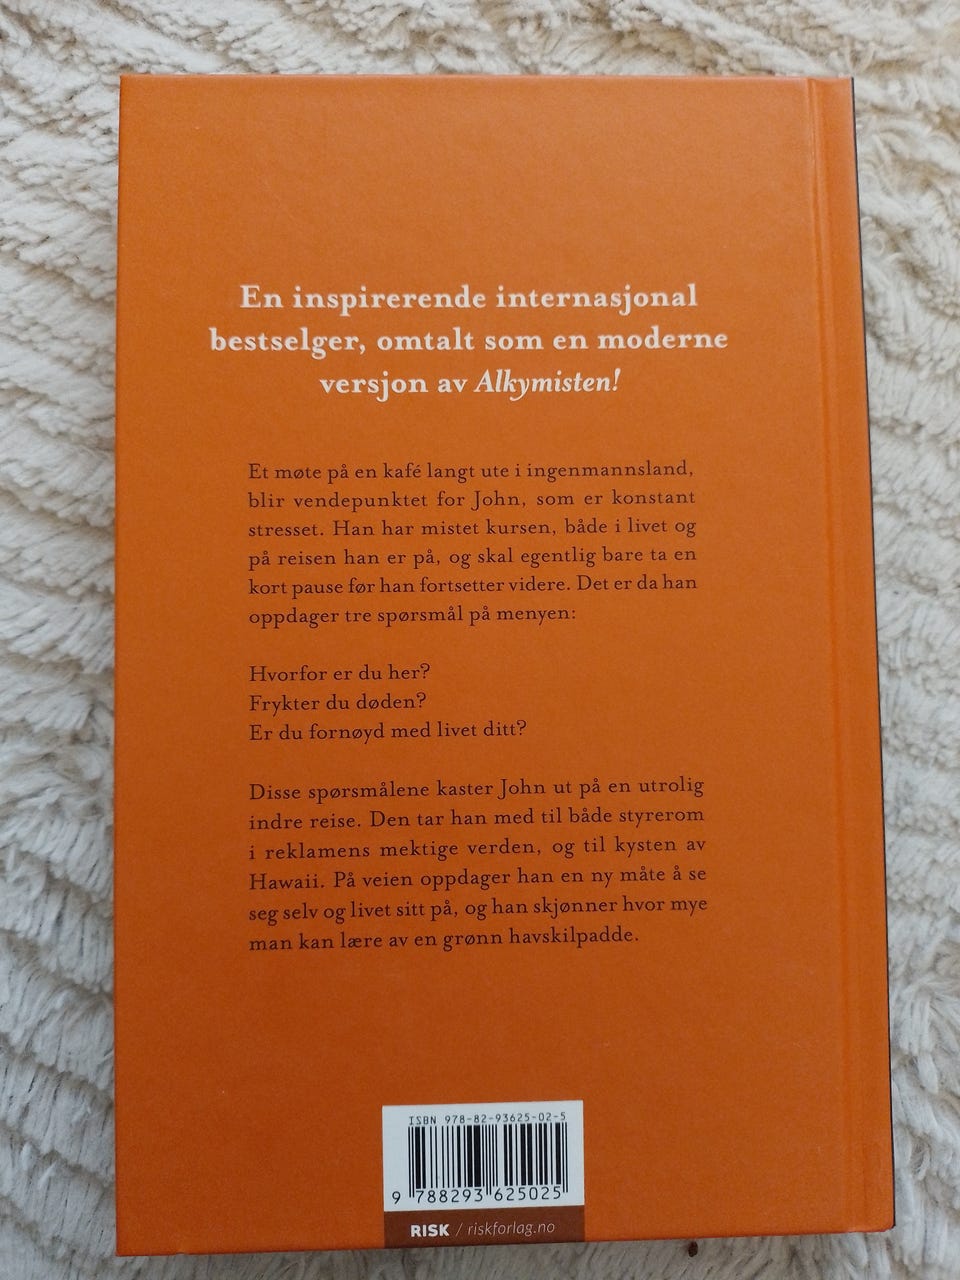 En inspirerende internasjonal
bestselger, omtalt som en moderne
versjon av Alkymisten!
Et møte på en kafé langt ute i ingenmannsland,
blir vendepunktet for John, som er konstant
stresset. Han har mistet kursen, både i livet og
på reisen han er på, og skal egentlig bare ta en
kort pause før han fortsetter videre. Det er da han
oppdager tre spørsmål på menyen:
Hvorfor er du her?
Frykter du døden?
Er du fornøyd med livet ditt?
Disse spørsmålene kaster John ut på en utrolig
indre reise. Den tar han med til både styrerom
i reklamens mektige verden, og til kysten av
Hawaii. På veien oppdager han en ny måte å se
seg selv og livet sitt på, og han skjønner hvor mye
man kan lære av en grønn havskilpadde.
ISBN 978-82-93625-02-5
9 788293 625025
RISK / riskforlag.no